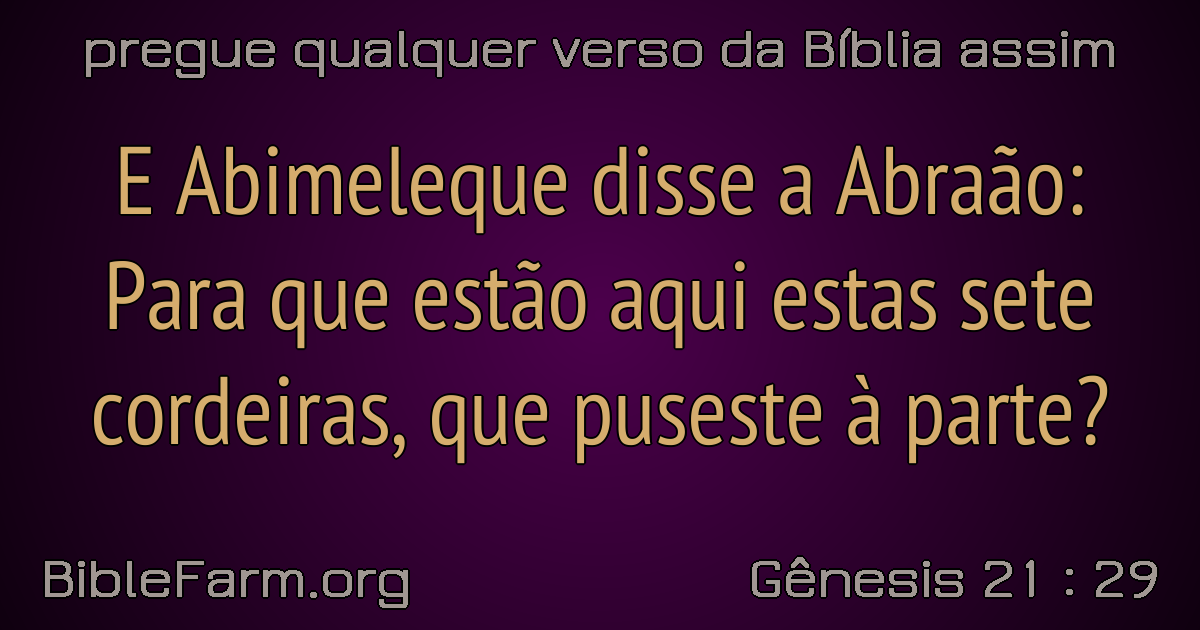 pregue qualquer verso da Bíblia assim
E Abimeleque disse a Abraão:
Para que estão aqui estas sete
cordeiras, que puseste à parte?
BibleFarm.org
Gênesis 21 : 29